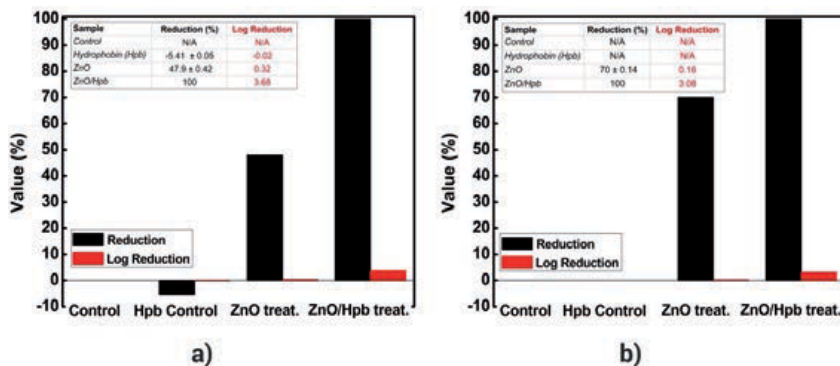 100
90
80
70
60
50
40
30
20
10
0
-10
Value (%)
Sample Reduction (%) Log Reduction
Control N/A N/A
Hydrophobin (Hpb) -5.41 ± 0.05 -0.02
ZnO 47.9 ± 0.42 0.32
ZnO/Hpb 100 3.68
Reduction
Log Reduction
Control Hpb Control ZnO treat. ZnO/Hpb treat.
a)
100
90
80
70
60
50
40
30
20
10
0
-10
Value (%)
Sample Reduction (%) Log Reduction
Control N/A N/A
Hydrophobin (Hpb) N/A N/A
ZnO 70 ± 0.14 0.16
ZnO/Hpb 100 3.08
Reduction
Log Reduction
Control Hpb Control ZnO treat. ZnO/Hpb treat.
b)